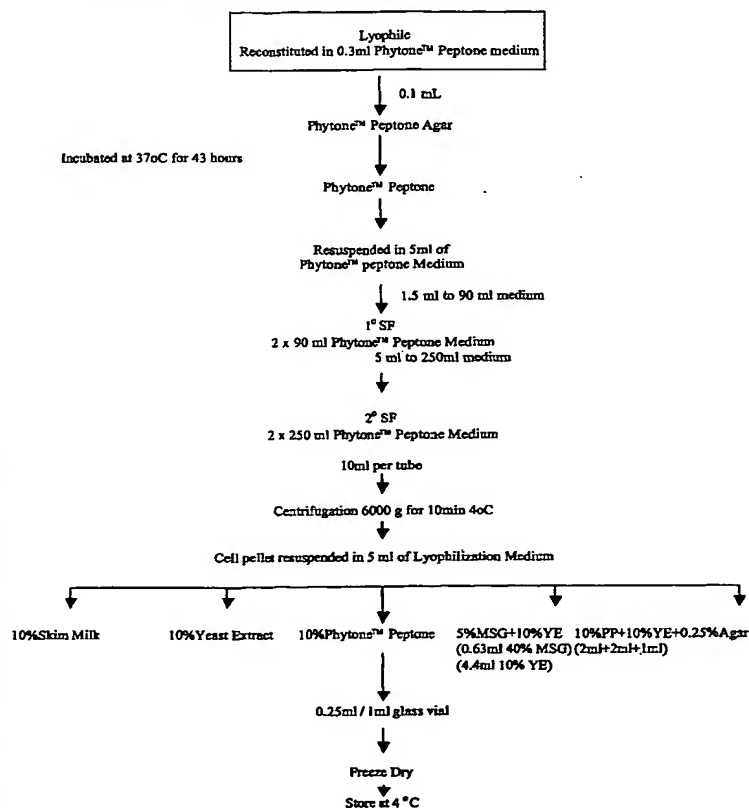 Lyophile
Reconstituted in 0.3ml Phytone™ Peptone medium
0.1 mL
Phytone™ Peptone Agar
Incubated at 37oC for 43 hours
Phytone™ Peptone
Resuspended in 5ml of
Phytone™ peptone Medium
1.5 ml to 90 ml medium
1° SF
2 x 90 ml Phytone™ Peptone Medium
5 ml to 250ml medium
2° SF
2 x 250 ml Phytone™ Peptone Medium
10ml per tube
Centrifugation 6000 g for 10min 4oC
Cell pellet resuspended in 5 ml of Lyophilization Medium
10%Skim Milk 10%Yeast Extract 10%Phytone™ Peptone 5%MSG+10%YE 10%PP+10%YE+0.25%Agar
(0.63ml 40% MSG) (2ml+2ml+1ml)
(4.4ml 10% YE)
0.25ml / 1ml glass vial
Freeze Dry
Store at 4 °C